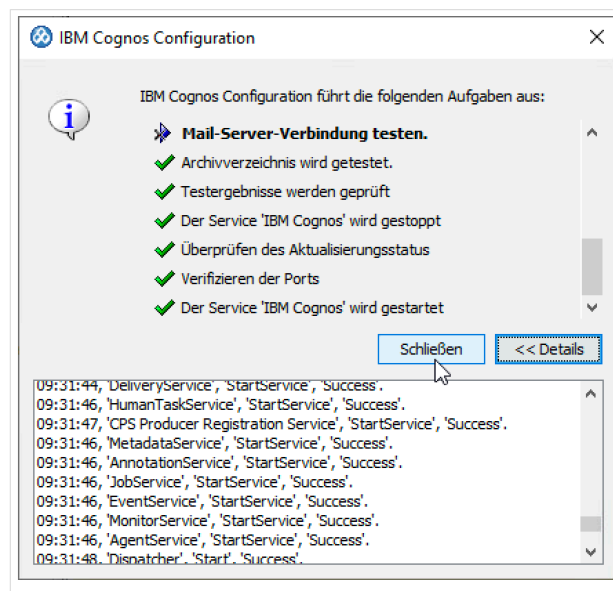 IBM Cognos Configuration
IBM Cognos Configuration führt die folgenden Aufgaben aus:
Mail-Server-Verbindung testen.
Archivverzeichnis wird getestet.
Testergebnisse werden geprüft
Der Service 'IBM Cognos' wird gestoppt
Überprüfen des Aktualisierungsstatus
Verifizieren der Ports
Der Service 'IBM Cognos' wird gestartet
Schließen << Details
09:31:44, 'DeliveryService', 'StartService', 'Success'.
09:31:46, 'HumanTaskService', 'StartService', 'Success'.
09:31:47, 'CPS Producer Registration Service', 'StartService', 'Success'.
09:31:46, 'MetadataService', 'StartService', 'Success'.
09:31:46, 'AnnotationService', 'StartService', 'Success'.
09:31:46, 'JobService', 'StartService', 'Success'.
09:31:46, 'EventService', 'StartService', 'Success'.
09:31:46, 'MonitorService', 'StartService', 'Success'.
09:31:46, 'AgentService', 'StartService', 'Success'.
09:31:48, 'Dispatcher', 'Start', 'Success'.